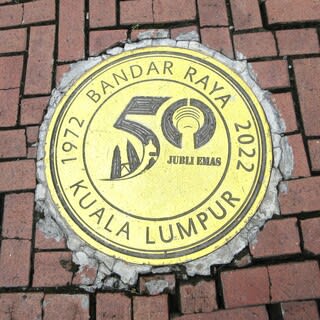 BANDAR RAYA
1972
50
2022
JUBLI EMAS
KUALA LUMPUR